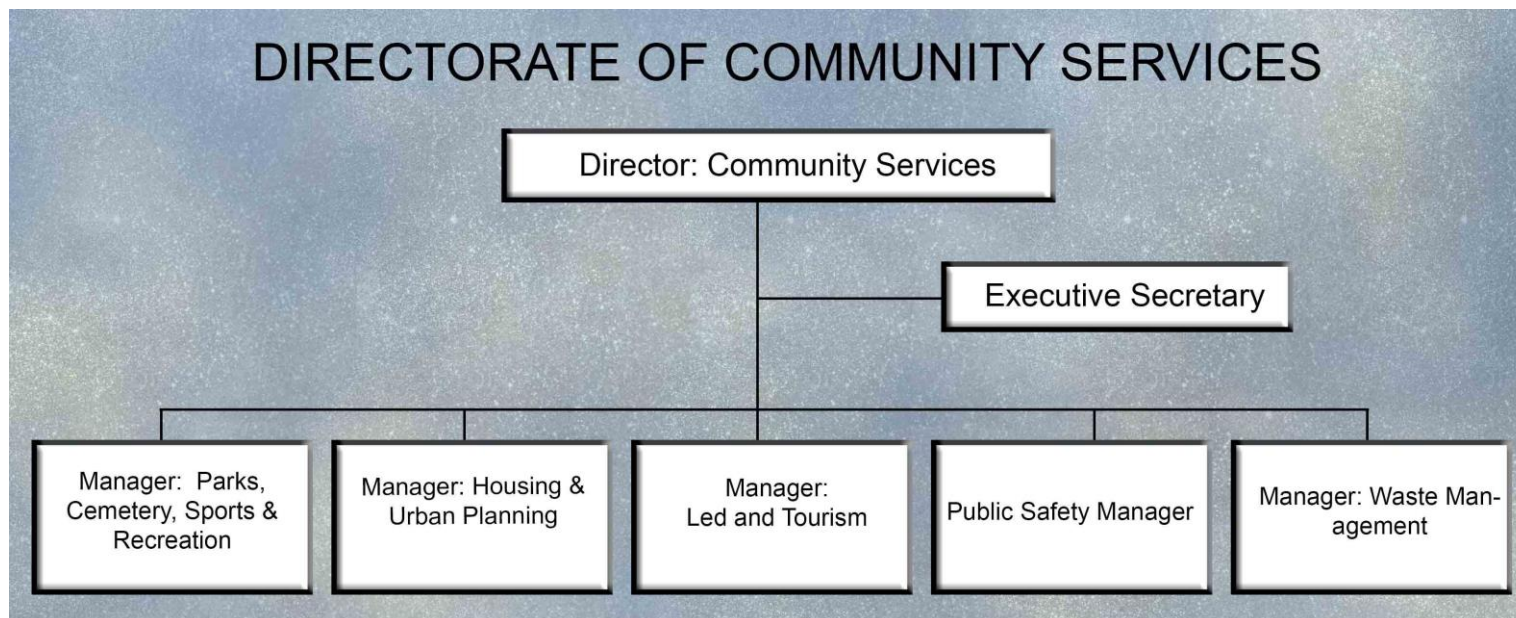 DIRECTORATE OF COMMUNITY SERVICES
Director: Community Services
Executive Secretary
Manager:  Parks,
Cemetery, Sports &
Recreation
Manager: Housing &
Urban Planning
Manager:
Led and Tourism
Public Safety Manager
Manager: Waste Man-
agement